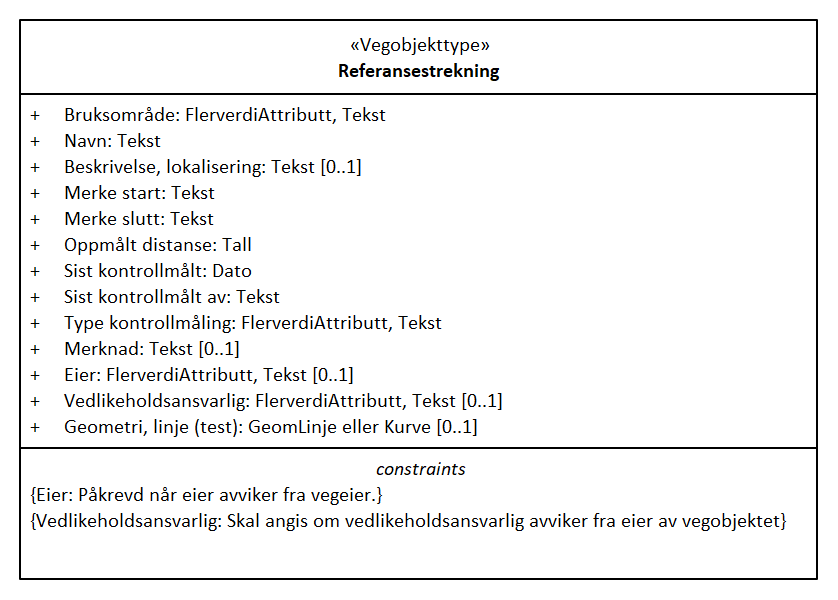 «Vegobjekttype»
Referansestrekning
+ Bruksområde: FlerverdiAttributt, Tekst
+ Navn: Tekst
+ Beskrivelse, lokalisering: Tekst [0..1]
+ Merke start: Tekst
+ Merke slutt: Tekst
+ Oppmålt distanse: Tall
+ Sist kontrollmålt: Dato
+ Sist kontrollmålt av: Tekst
+ Type kontrollmåling: FlerverdiAttributt, Tekst
+ Merknad: Tekst [0..1]
+ Eier: FlerverdiAttributt, Tekst [0..1]
+ Vedlikeholdsansvarlig: FlerverdiAttributt, Tekst [0..1]
+ Geometri, linje (test): GeomLinje eller Kurve [0..1]
constraints
{Eier: Påkrevd når eier avviker fra vegeier.}
{Vedlikeholdsansvarlig: Skal angis om vedlikeholdsansvarlig avviker fra eier av vegobjektet}